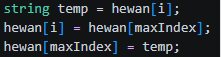 string temp = hewan[i];
hewan[i] = hewan[maxIndex];
hewan[maxIndex] = temp;